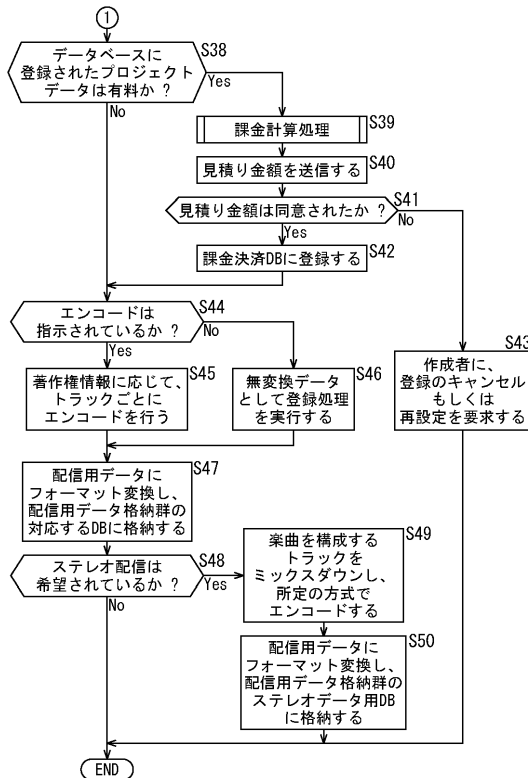 1
データベースに
登録されたプロジェクト
データは有料か ?
S38
Yes
No
課金計算処理
S39
見積り金額を送信する
S40
見積り金額は同意されたか ?
S41
No
Yes
課金決済DBに登録する
S42
エンコードは
指示されているか ?
S44
No
Yes
作成者に、
登録のキャンセル
もしくは
再設定を要求する
S43
著作権情報に応じて、
トラックごとに
エンコードを行う
S45
無変換データ
として登録処理
を実行する
S46
配信用データに
フォーマット変換し、
配信用データ格納群の
対応するDBに格納する
S47
ステレオ配信は
希望されているか ?
S48
Yes
No
楽曲を構成する
トラックを
ミックスダウンし、
所定の方式で
エンコードする
S49
配信用データに
フォーマット変換し、
配信用データ格納群の
ステレオデータ用DB
に格納する
S50
END